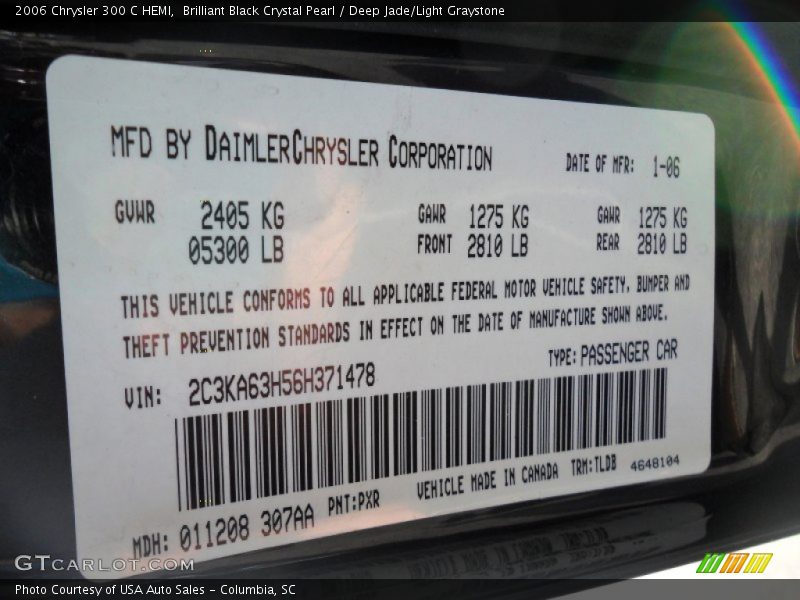 2006 Chrysler 300 C HEMI, Brilliant Black Crystal Pearl / Deep Jade/Light Graystone
MFD BY DAIMLERCHRYSLER CORPORATION DATE OF MFR: 1-06
GVWR 2405 KG GAWR 1275 KG GAWR 1275 KG
05300 LB FRONT 2810 LB REAR 2810 LB
THIS VEHICLE CONFORMS TO ALL APPLICABLE FEDERAL MOTOR VEHICLE SAFETY, BUMPER AND
THEFT PREVENTION STANDARDS IN EFFECT ON THE DATE OF MANUFACTURE SHOWN ABOVE.
VIN: 2C3KA63H56H371478 TYPE: PASSENGER CAR
MDH: 011208 307AA PNT:PXR VEHICLE MADE IN CANADA TRM:TLDB 4648104
GTCARLOT.COM
Photo Courtesy of USA Auto Sales - Columbia, SC